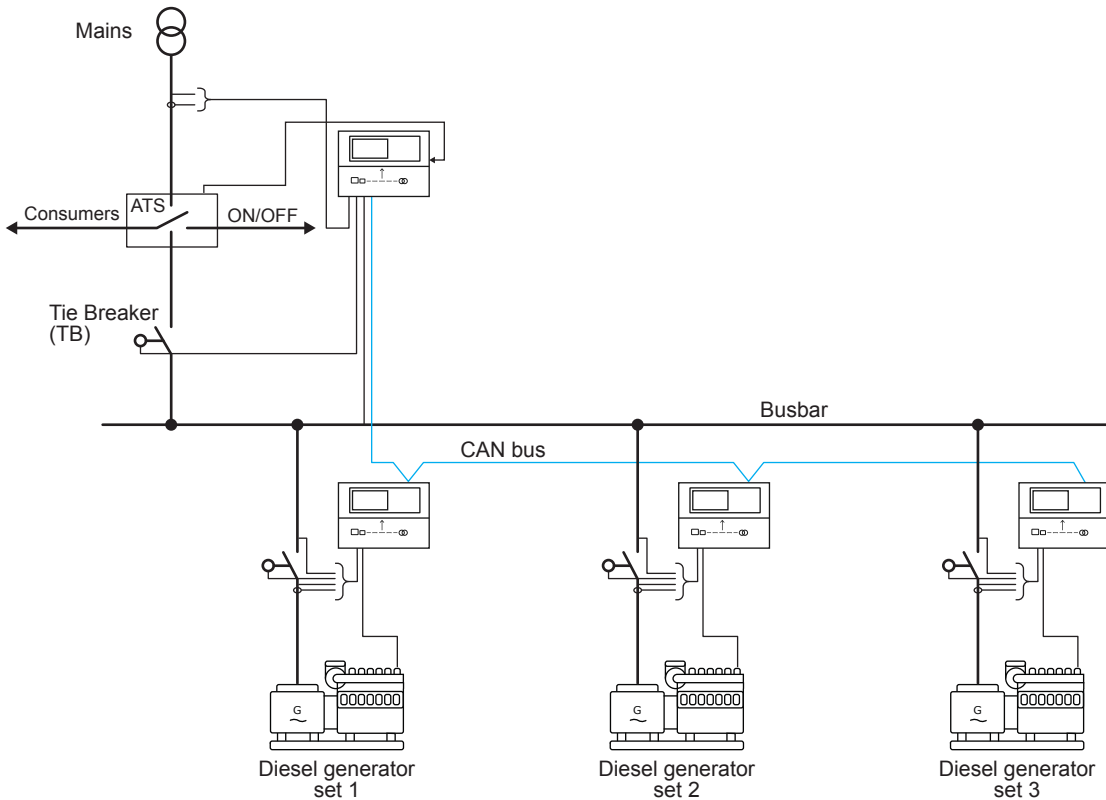 Mains
ATS
Consumers
ON/OFF
Tie Breaker
(TB)
Busbar
CAN bus
G
G
G
Diesel generator
set 1
Diesel generator
set 2
Diesel generator
set 3